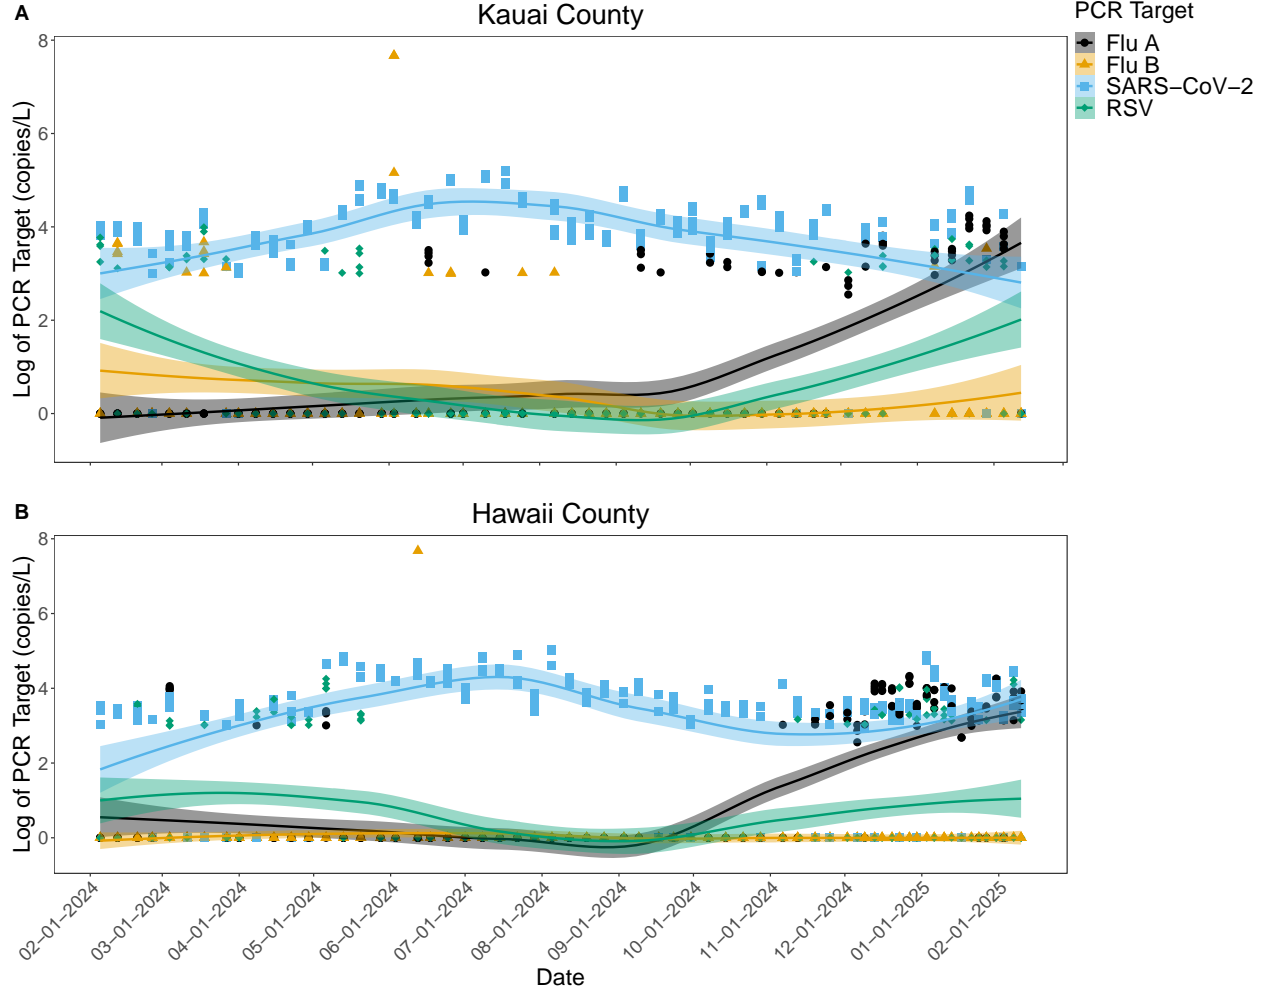 A
Kauai County
PCR Target
Flu A
Flu B
SARS−CoV−2
RSV
Log of PCR Target (copies/L)
8
6
4
2
0
B
Hawaii County
Log of PCR Target (copies/L)
8
6
4
2
0
02−01−2024
03−01−2024
04−01−2024
05−01−2024
06−01−2024
07−01−2024
08−01−2024
09−01−2024
10−01−2024
11−01−2024
12−01−2024
01−01−2025
02−01−2025
Date